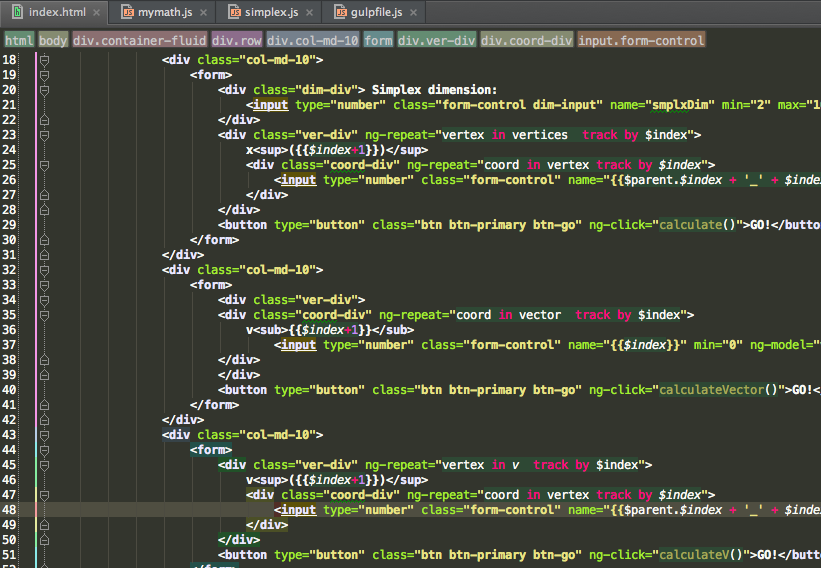 index.html × mymath.js × simplex.js × gulpfile.js ×
html body div.container-fluid div.row div.col-md-10 form div.ver-div div.coord-div input.form-control
18 <div class="col-md-10">
19 <form>
20 <div class="dim-div"> Simplex dimension:
21 <input type="number" class="form-control dim-input" name="smplxDim" min="2" max="1
22 </div>
23 <div class="ver-div" ng-repeat="vertex in vertices  track by $index">
24 x<sup>({{$index+1}})</sup>
25 <div class="coord-div" ng-repeat="coord in vertex track by $index">
26 <input type="number" class="form-control" name="{{$parent.$index + '_' + $inde
27 </div>
28 </div>
29 <button type="button" class="btn btn-primary btn-go" ng-click="calculate()">GO!</butto
30 </form>
31 </div>
32 <div class="col-md-10">
33 <form>
34 <div class="ver-div">
35 <div class="coord-div" ng-repeat="coord in vector  track by $index">
36 v<sub>{{$index+1}}</sub>
37 <input type="number" class="form-control" name="{{$index}}" min="0" ng-model="
38 </div>
39 </div>
40 <button type="button" class="btn btn-primary btn-go" ng-click="calculateVector()">GO!<
41 </form>
42 </div>
43 <div class="col-md-10">
44 <form>
45 <div class="ver-div" ng-repeat="vertex in v  track by $index">
46 v<sup>({{$index+1}})</sup>
47 <div class="coord-div" ng-repeat="coord in vertex track by $index">
48 <input type="number" class="form-control" name="{{$parent.$index + '_' + $inde
49 </div>
50 </div>
51 <button type="button" class="btn btn-primary btn-go" ng-click="calculateV()">GO!</butt
52 </form>